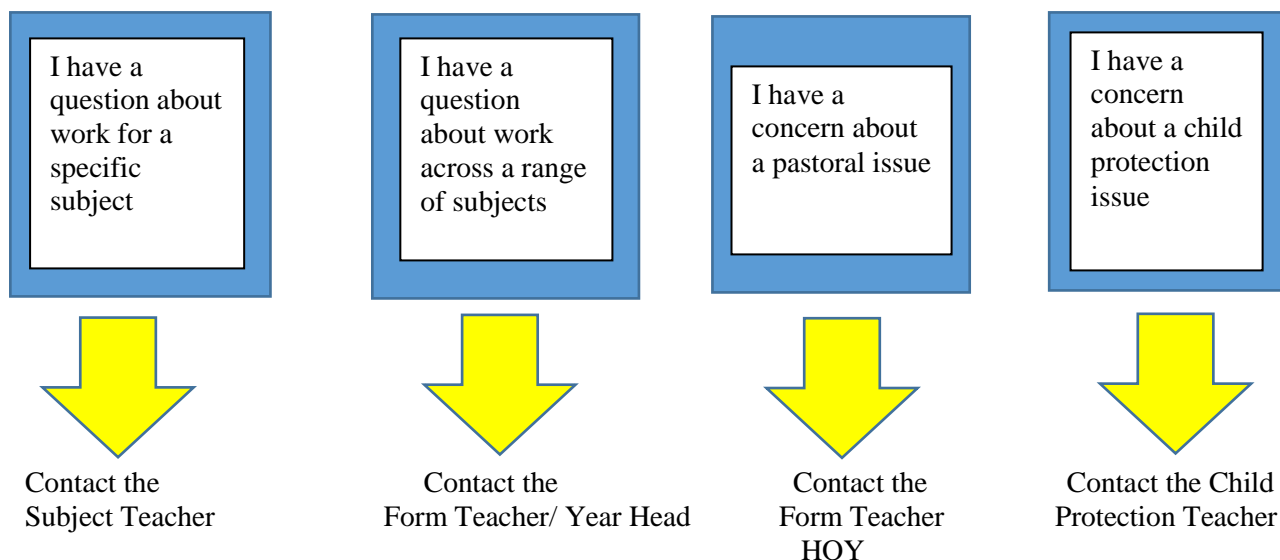 I have a
question about
work for a
specific
subject
I have a
question
about work
across a range
of subjects
I have a
concern about
a pastoral issue
I have a
concern
about a child
protection
issue
Contact the
Subject Teacher
Contact the
Form Teacher/ Year Head
Contact the
Form Teacher
HOY
Contact the Child
Protection Teacher